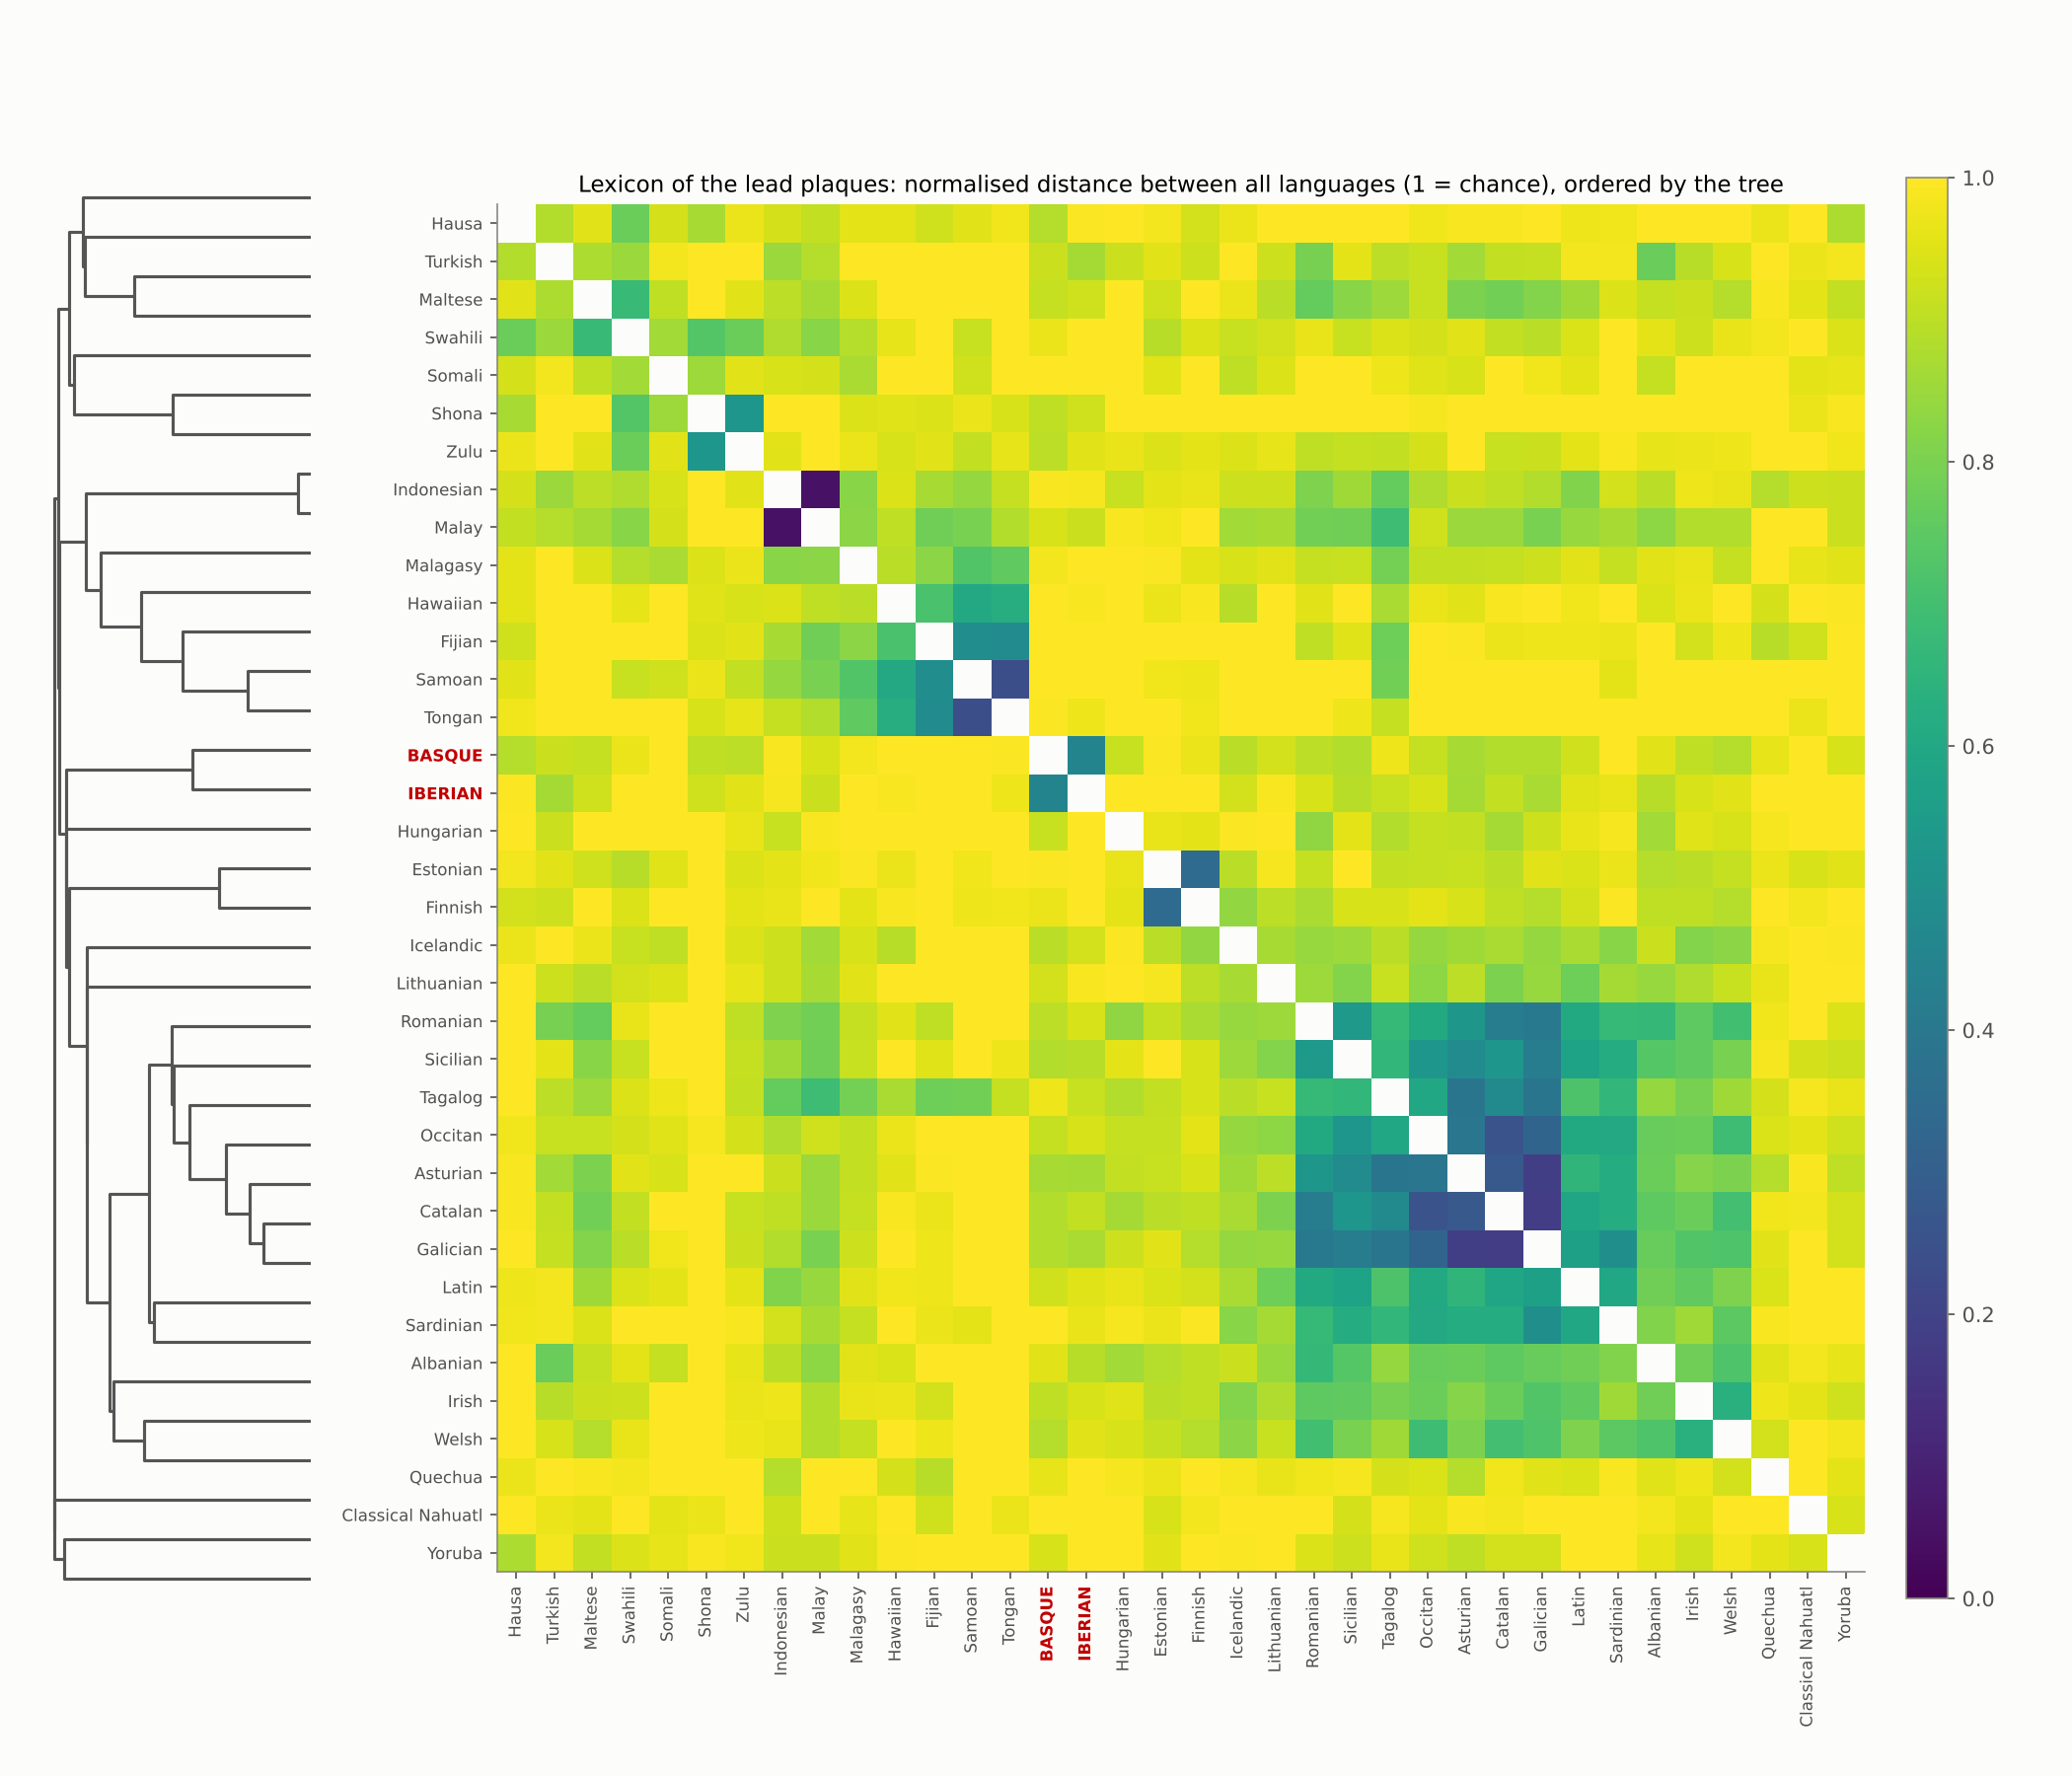 Lexicon of the lead plaques: normalised distance between all languages (1 = chance), ordered by the tree
Hausa
Turkish
Maltese
Swahili
Somali
Shona
Zulu
Indonesian
Malay
Malagasy
Hawaiian
Fijian
Samoan
Tongan
BASQUE
IBERIAN
Hungarian
Estonian
Finnish
Icelandic
Lithuanian
Romanian
Sicilian
Tagalog
Occitan
Asturian
Catalan
Galician
Latin
Sardinian
Albanian
Irish
Welsh
Quechua
Classical Nahuatl
Yoruba
Hausa
Turkish
Maltese
Swahili
Somali
Shona
Zulu
Indonesian
Malay
Malagasy
Hawaiian
Fijian
Samoan
Tongan
BASQUE
IBERIAN
Hungarian
Estonian
Finnish
Icelandic
Lithuanian
Romanian
Sicilian
Tagalog
Occitan
Asturian
Catalan
Galician
Latin
Sardinian
Albanian
Irish
Welsh
Quechua
Classical Nahuatl
Yoruba
1.0
0.8
0.6
0.4
0.2
0.0